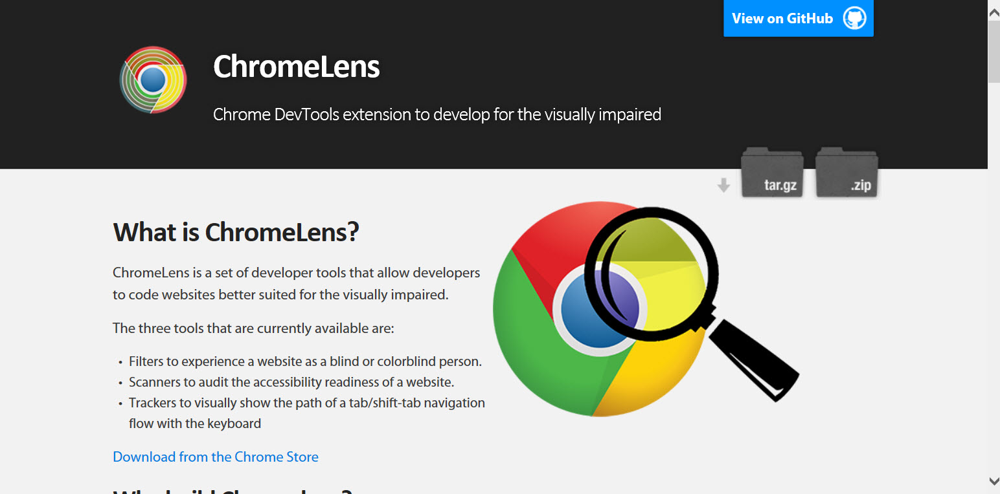 View on GitHub
ChromeLens
Chrome DevTools extension to develop for the visually impaired
tar.gz
.zip
What is ChromeLens?
ChromeLens is a set of developer tools that allow developers
to code websites better suited for the visually impaired.
The three tools that are currently available are:
• Filters to experience a website as a blind or colorblind person.
• Scanners to audit the accessibility readiness of a website.
• Trackers to visually show the path of a tab/shift-tab navigation
flow with the keyboard
Download from the Chrome Store